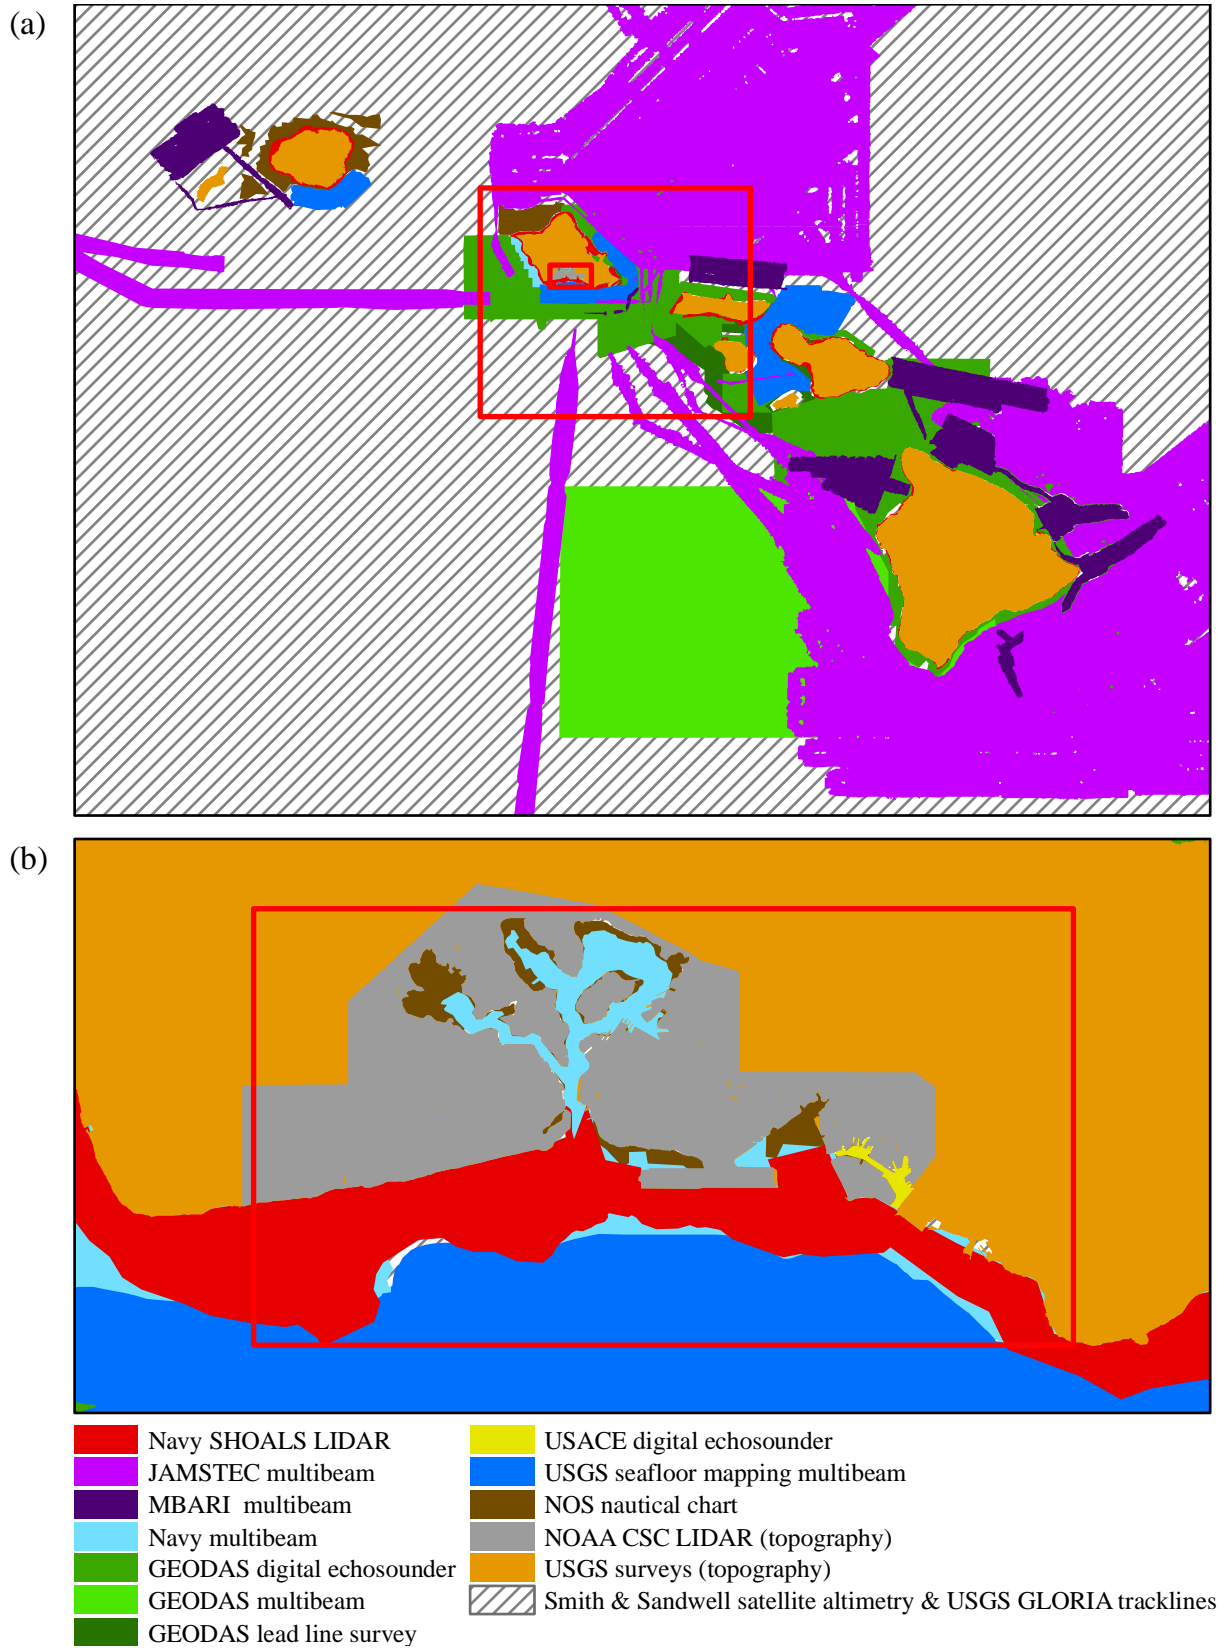 (a)
(b)
Navy SHOALS LIDAR
JAMSTEC multibeam
MBARI multibeam
Navy multibeam
GEODAS digital echosounder
GEODAS multibeam
GEODAS lead line survey
USACE digital echosounder
USGS seafloor mapping multibeam
NOS nautical chart
NOAA CSC LIDAR (topography)
USGS surveys (topography)
Smith & Sandwell satellite altimetry & USGS GLORIA tracklines